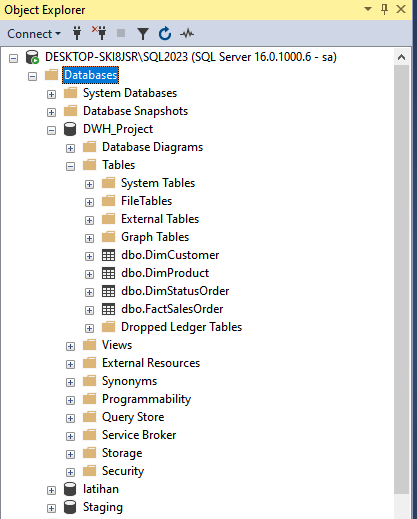 Object Explorer
Connect
DESKTOP-SKI8JSR\SQL2023 (SQL Server 16.0.1000.6 - sa)
Databases
System Databases
Database Snapshots
DWH_Project
Database Diagrams
Tables
System Tables
FileTables
External Tables
Graph Tables
dbo.DimCustomer
dbo.DimProduct
dbo.DimStatusOrder
dbo.FactSalesOrder
Dropped Ledger Tables
Views
External Resources
Synonyms
Programmability
Query Store
Service Broker
Storage
Security
latihan
Staging